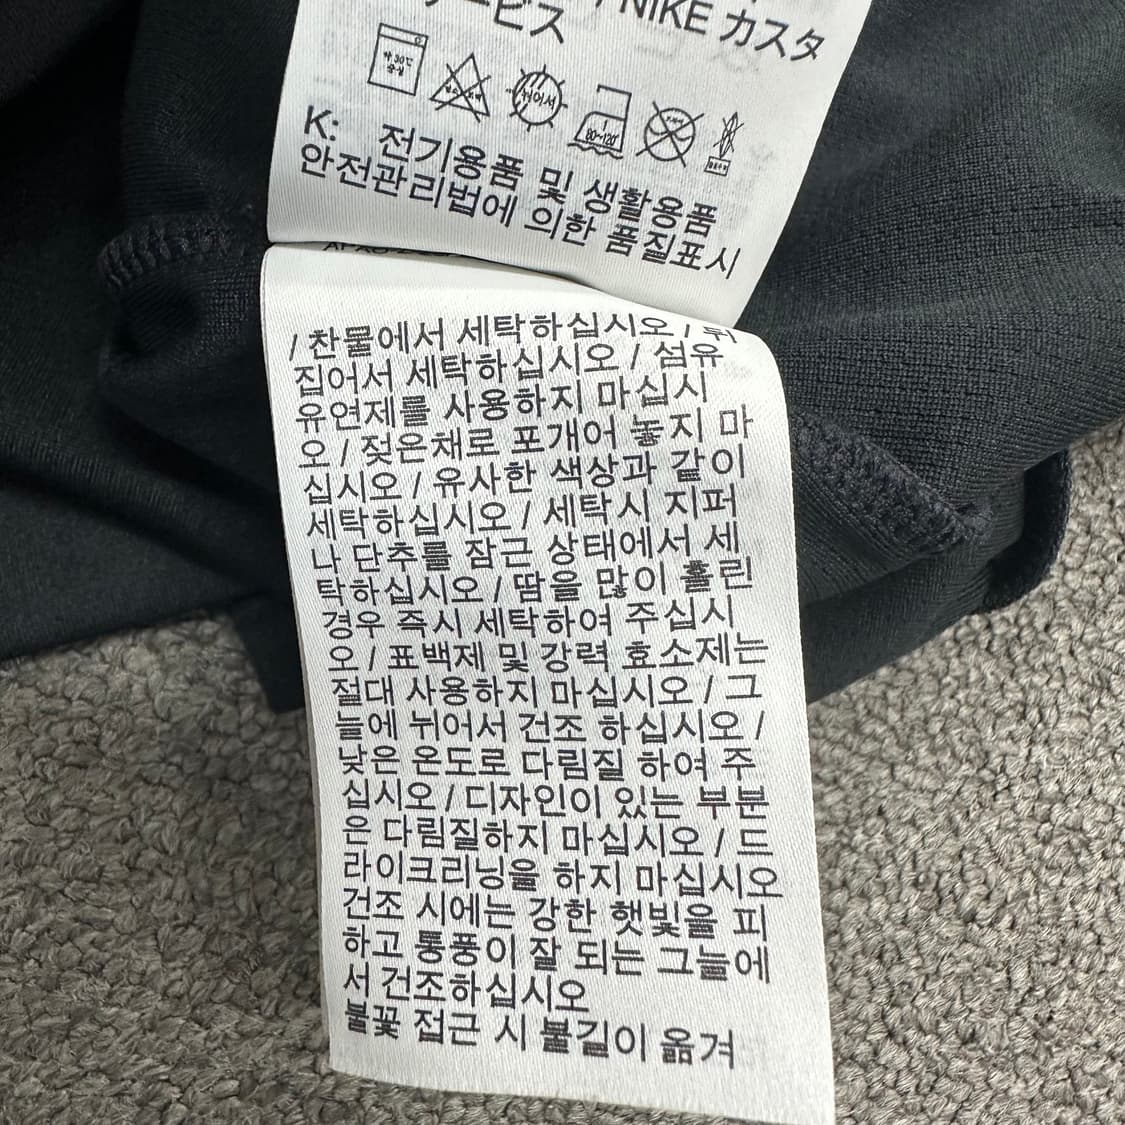 NIKE カスタ
ービス
약 30℃
중성
뉘어서
80~120℃
K: 전기용품 및 생활용품
안전관리법에 의한 품질표시
/ 찬물에서 세탁하십시오 / 뒤
집어서 세탁하십시오 / 섬유
유연제를 사용하지 마십시
오 / 젖은채로 포개어 놓지 마
십시오 / 유사한 색상과 같이
세탁하십시오 / 세탁시 지퍼
나 단추를 잠근 상태에서 세
탁하십시오 / 땀을 많이 흘린
경우 즉시 세탁하여 주십시
오 / 표백제 및 강력 효소제는
절대 사용하지 마십시오 / 그
늘에 뉘어서 건조 하십시오 /
낮은 온도로 다림질 하여 주
십시오 / 디자인이 있는 부분
은 다림질하지 마십시오 / 드
라이크리닝을 하지 마십시오
건조 시에는 강한 햇빛을 피
하고 통풍이 잘 되는 그늘에
서 건조하십시오
불꽃 접근 시 불길이 옮겨